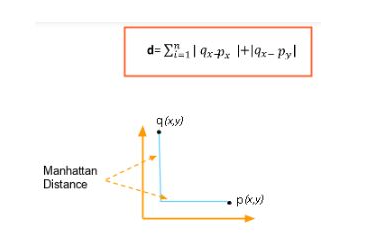 d= ∑ⁿᵢ₌₁ | qₓ-pₓ |+|qₓ₋ p_y|
q(x,y)
Manhattan
Distance
p(x,y)